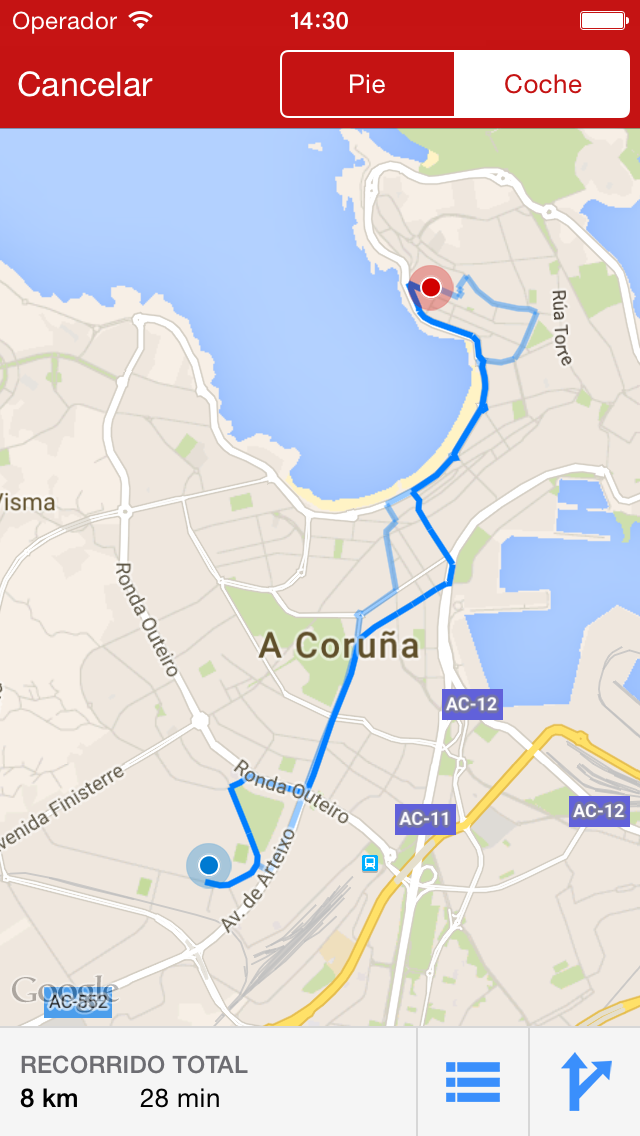 Operador 14:30
Cancelar Pie Coche
Rúa Torre
Visma
Ronda Outeiro
A Coruña
AC-12
Ronda Outeiro
Avenida Finisterre
AC-11
AC-12
Av. de Arteixo
Google
AC-552
RECORRIDO TOTAL
8 km 28 min